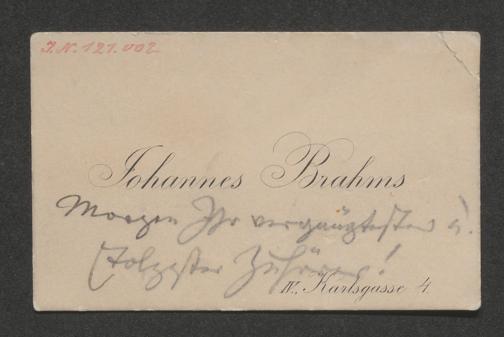 I.N. 121.002
Johannes Brahms
Morgen Ihr vergnügtester u.
stolzester Zuhörer!
IV., Karlsgasse 4.